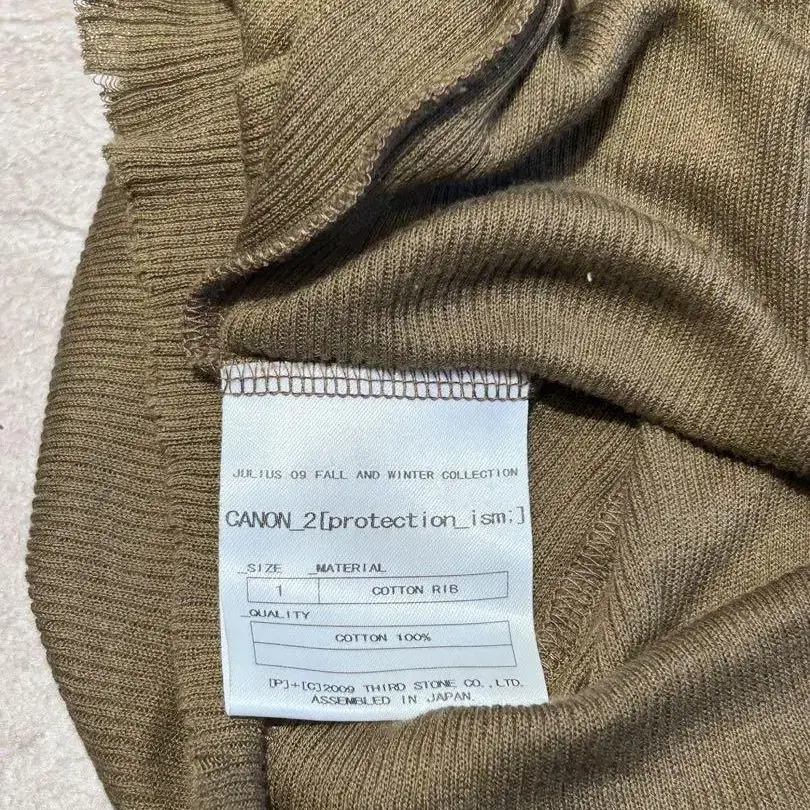 JULIUS 09 FALL AND WINTER COLLECTION
CANON_2[protection_ism;]
_SIZE _MATERIAL
1 COTTON RIB
_QUALITY
COTTON 100%
[P]+[C]2009 THIRD STONE CO.,LTD.
ASSEMBLED IN JAPAN.